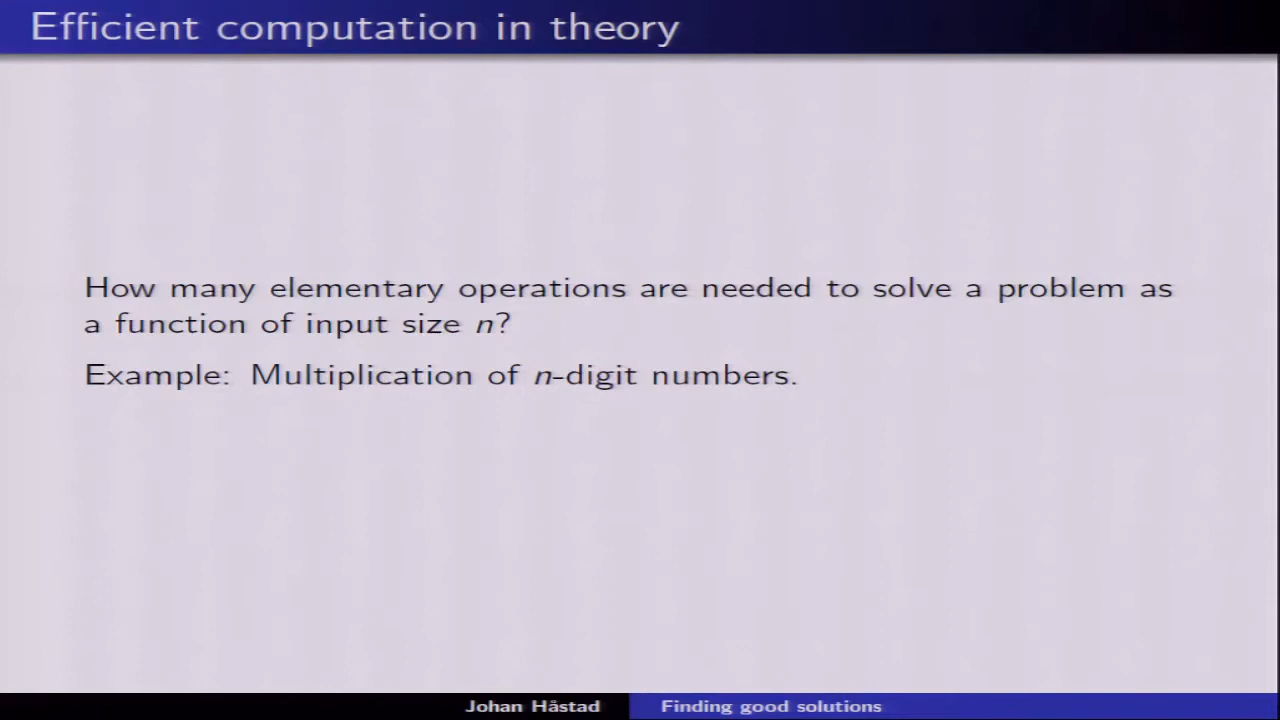 Efficient computation in theory
How many elementary operations are needed to solve a problem as
a function of input size n?
Example: Multiplication of n-digit numbers.
Johan Håstad
Finding good solutions